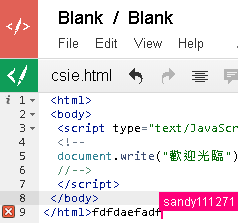 Blank / Blank
File Edit View Help
csie.html
i 1 <html>
2 <body>
3 <script type="text/JavaScr
4 <!--
5 document.write("歡迎光臨")
6 //-->
7 </script>
8 </body>
sandy111271
9 </html>fdfdaefadf